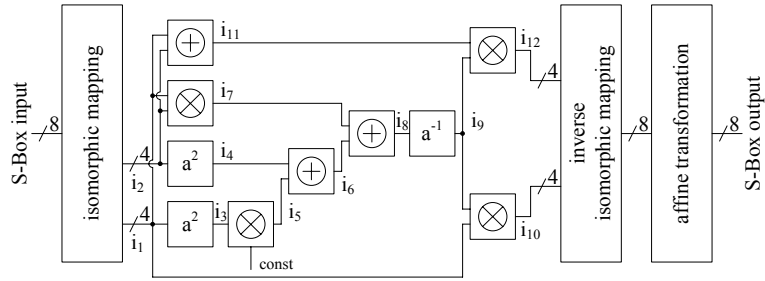 S-Box input
8
isomorphic mapping
4
i2
4
i1
i11
i7
a2
i4
a2
i3
const
i5
i6
i8
a-1
i9
i12
4
i10
4
inverse
isomorphic mapping
8
affine transformation
8
S-Box output